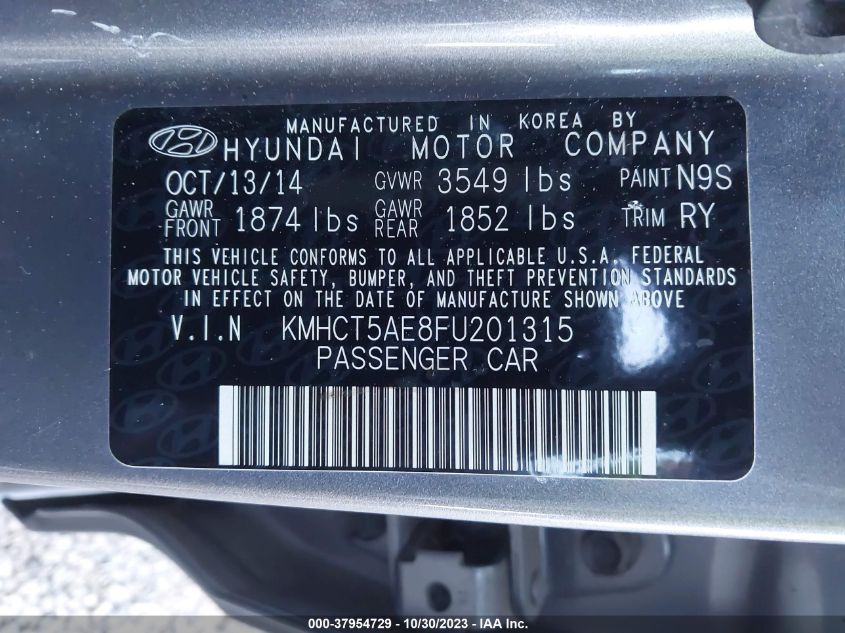 MANUFACTURED IN KOREA BY
HYUNDAI MOTOR COMPANY
OCT/13/14 GVWR 3549 lbs PAINT N9S
GAWR FRONT 1874 lbs GAWR REAR 1852 lbs TRIM RY
THIS VEHICLE CONFORMS TO ALL APPLICABLE U.S.A. FEDERAL
MOTOR VEHICLE SAFETY, BUMPER, AND THEFT PREVENTION STANDARDS
IN EFFECT ON THE DATE OF MANUFACTURE SHOWN ABOVE.
V.I.N KMHCT5AE8FU201315
PASSENGER CAR
000-37954729 - 10/30/2023 - IAA Inc.